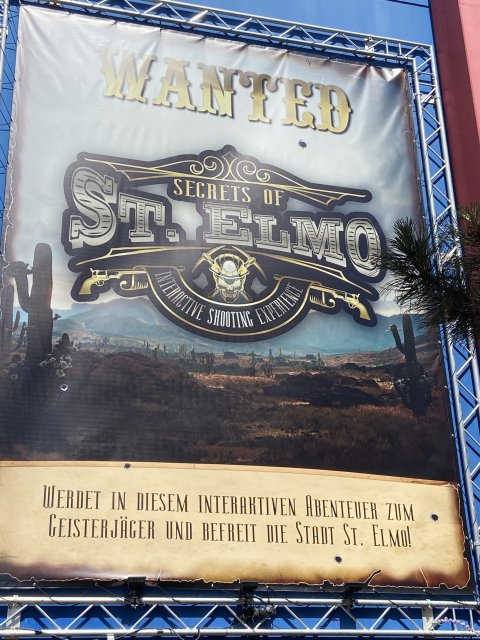 WANTED
SECRETS OF
ST. ELMO
INTERACTIVE SHOOTING EXPERIENCE
WERDET IN DIESEM INTERAKTIVEN ABENTEUER ZUM
GEISTERJÄGER UND BEFREIT DIE STADT ST. ELMO!